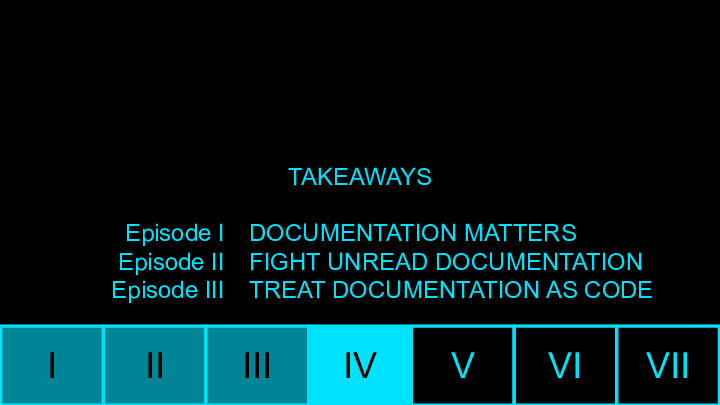 TAKEAWAYS
Episode I DOCUMENTATION MATTERS
Episode II FIGHT UNREAD DOCUMENTATION
Episode III TREAT DOCUMENTATION AS CODE
I II III IV V VI VII